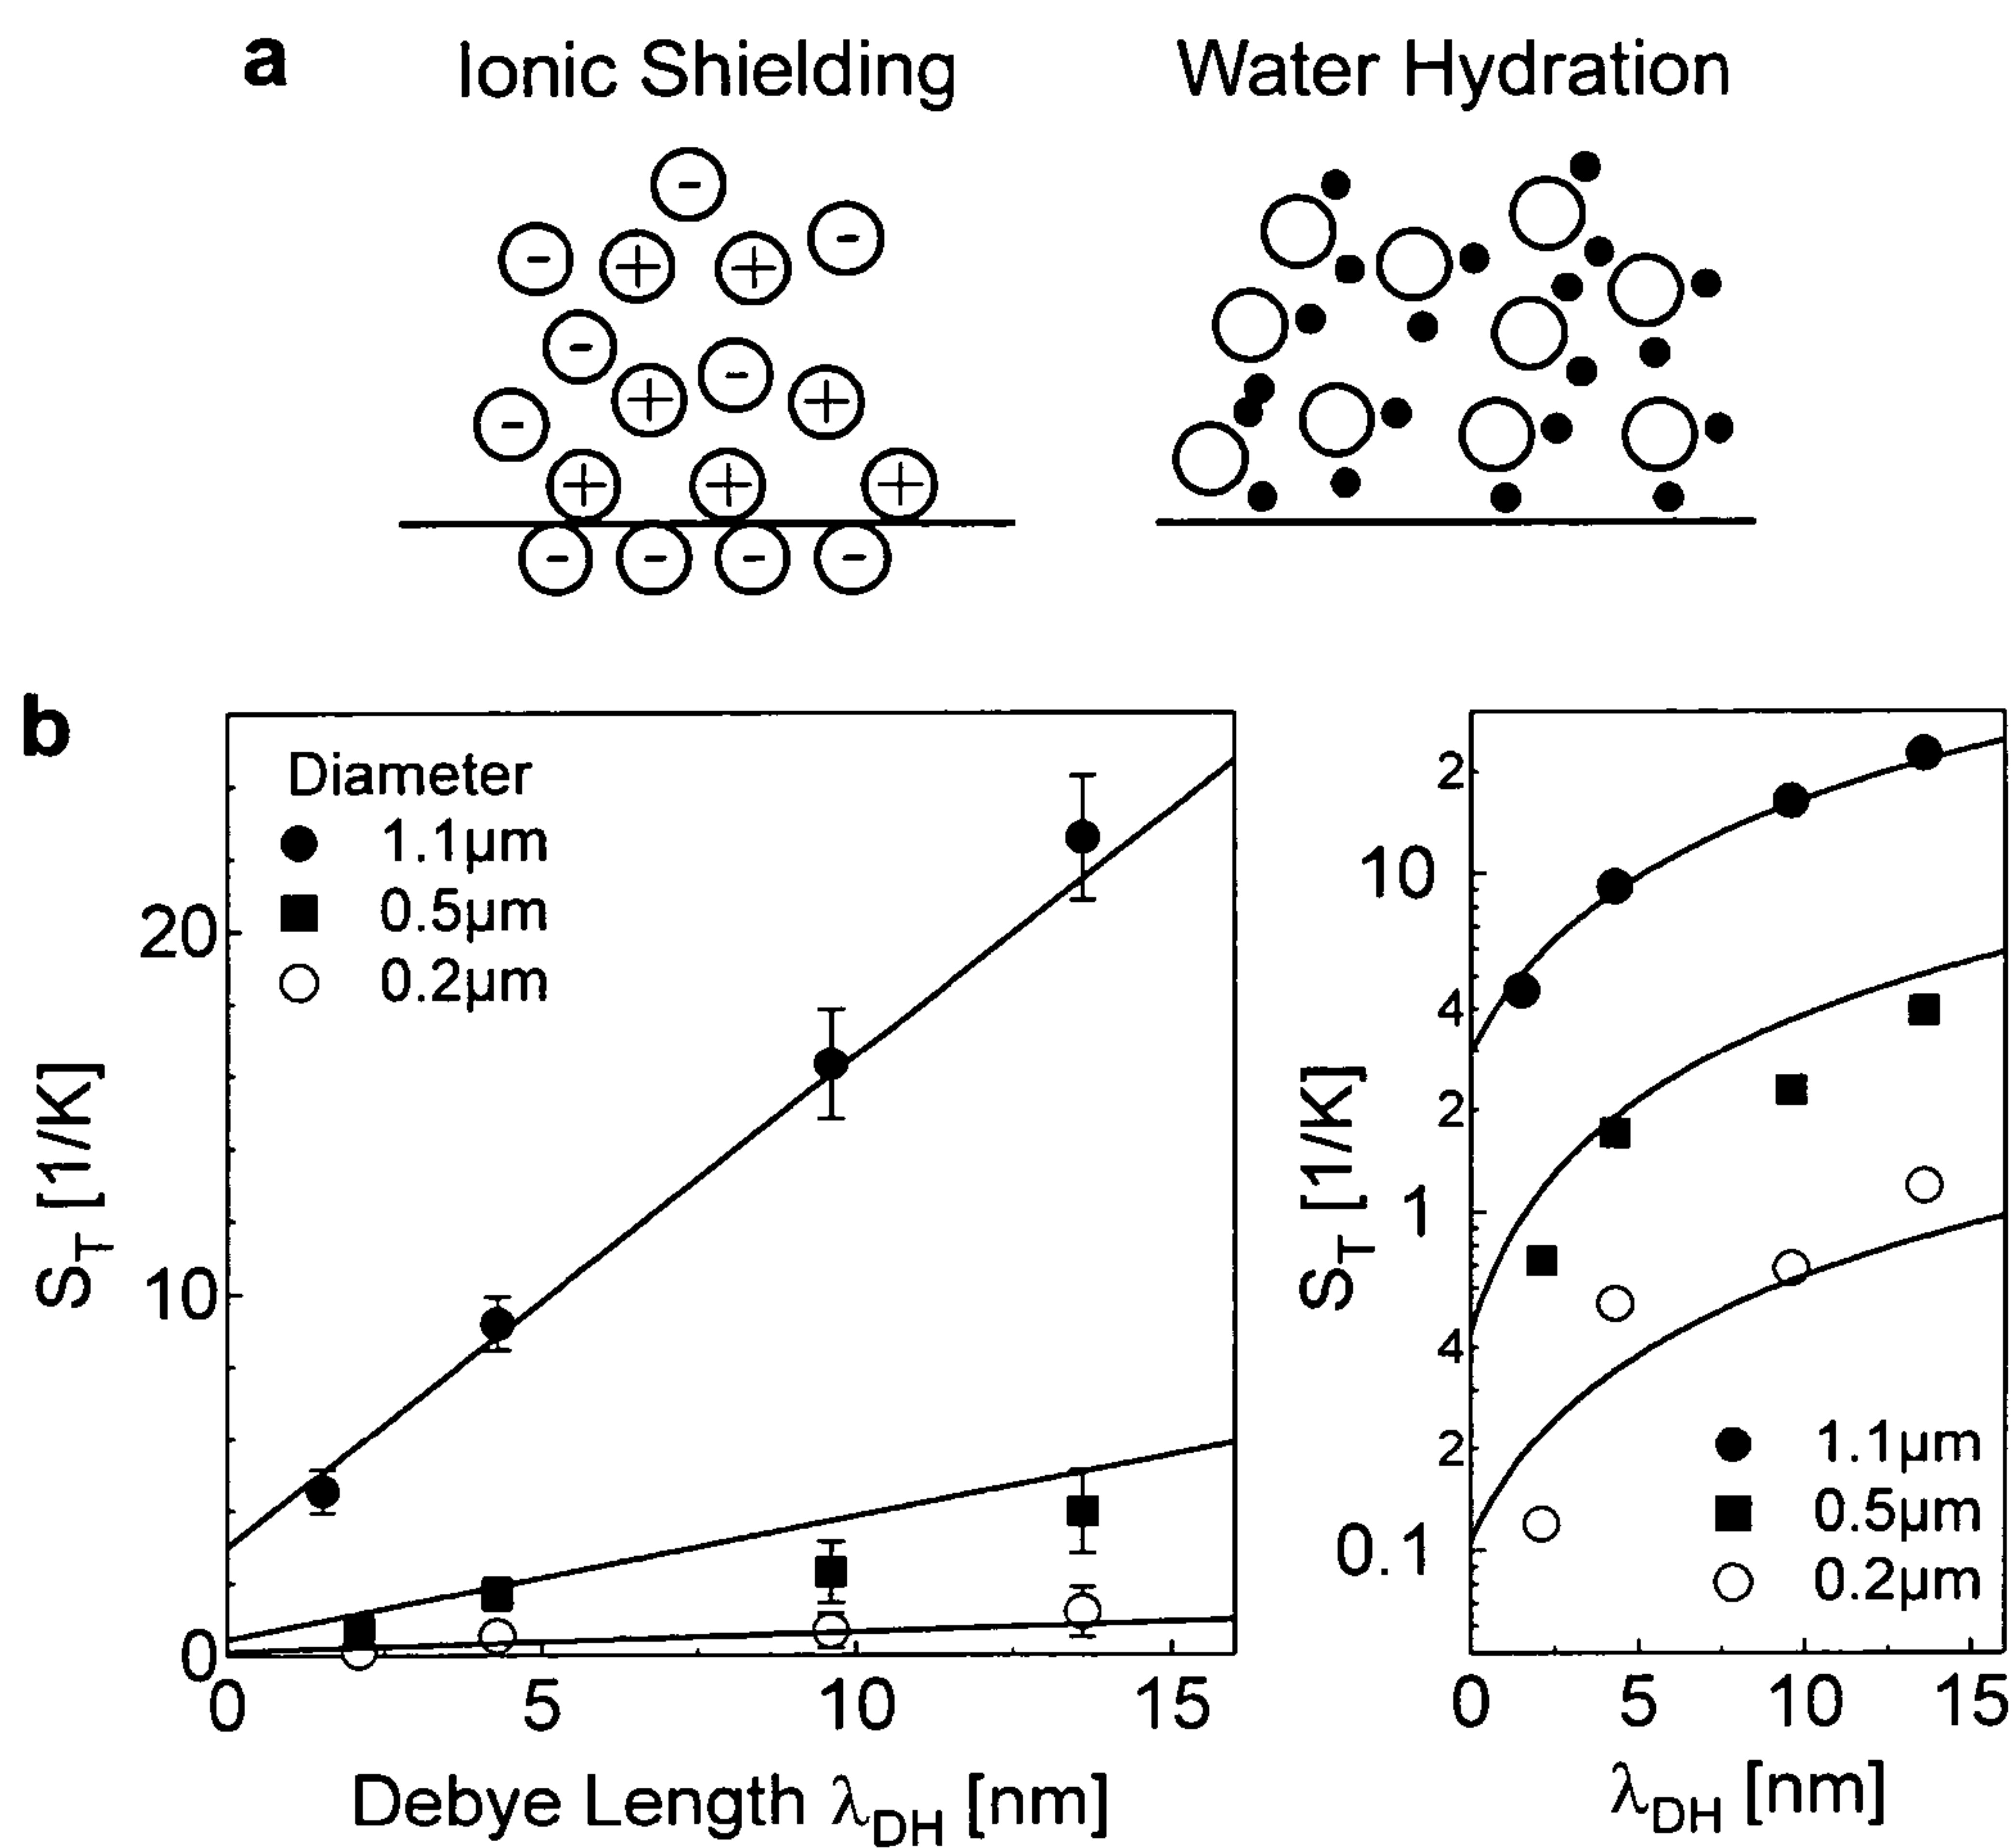 a
Ionic Shielding
Water Hydration
b
Diameter
1.1µm
0.5µm
0.2µm
20
10
0
S_T [1/K]
0 5 10 15
Debye Length λ_DH [nm]
2
10
4
2
1
4
2
0.1
S_T [1/K]
1.1µm
0.5µm
0.2µm
0 5 10 15
λ_DH [nm]